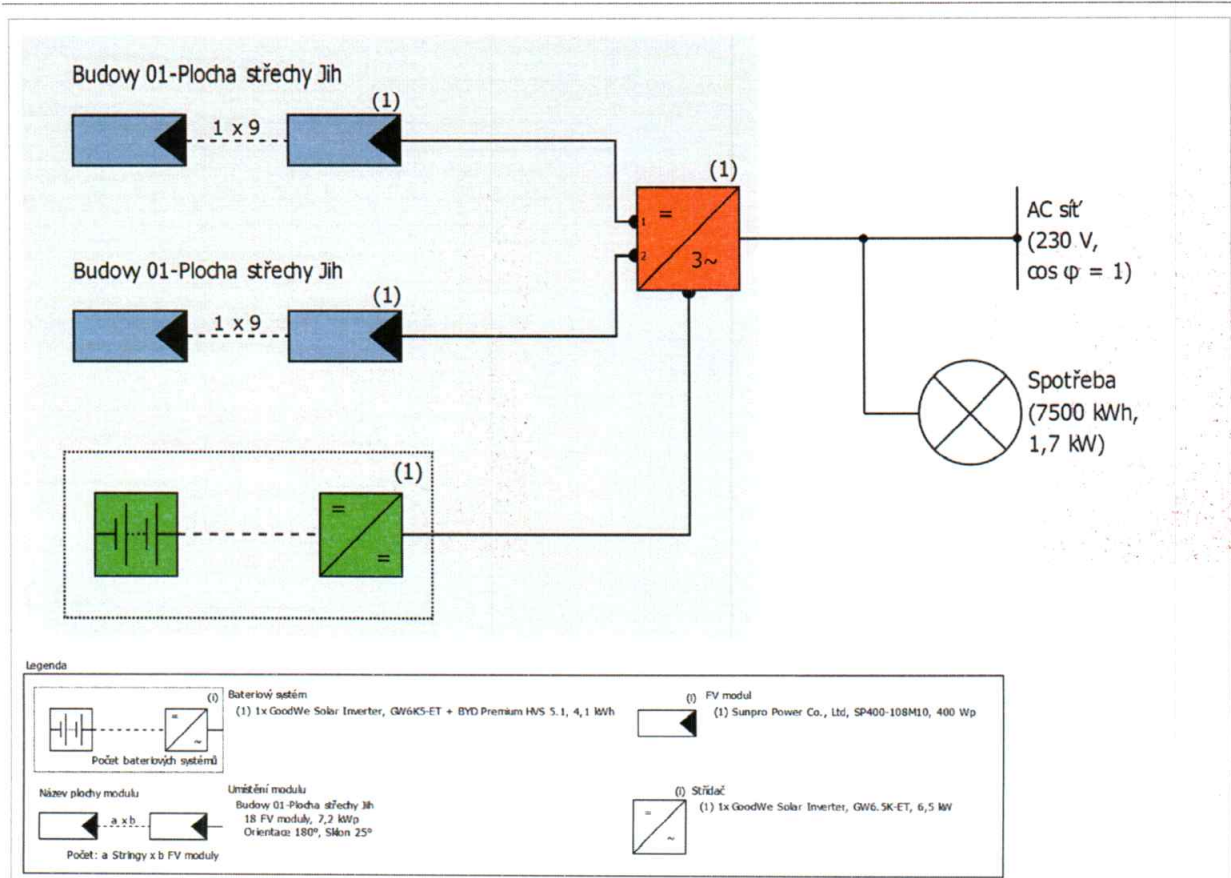 Budowy 01-Plocha střechy Jih
(1)
1 x 9
(1)
=
1
2
3~
AC síť
(230 V,
cos φ = 1)
Budowy 01-Plocha střechy Jih
(1)
1 x 9
Spotřeba
(7500 kWh,
1,7 kW)
(1)
=
=
Legenda
(i) Bateriový systém
(1) 1x GoodWe Solar Inverter, GW6K5-ET + BYD Premium HVS 5.1, 4,1 kWh
=
~
Počet bateriových systémů
(i) FV modul
(1) Sunpro Power Co., Ltd, SP400-108M10, 400 Wp
Název plochy modulu
a x b
Počet: a Stringy x b FV moduly
Umístění modulu
Budowy 01-Plocha střechy Jih
18 FV moduly, 7,2 kWp
Orientace 180°, Sklon 25°
(i) Střídač
(1) 1x GoodWe Solar Inverter, GW6.5K-ET, 6,5 kW
=
~